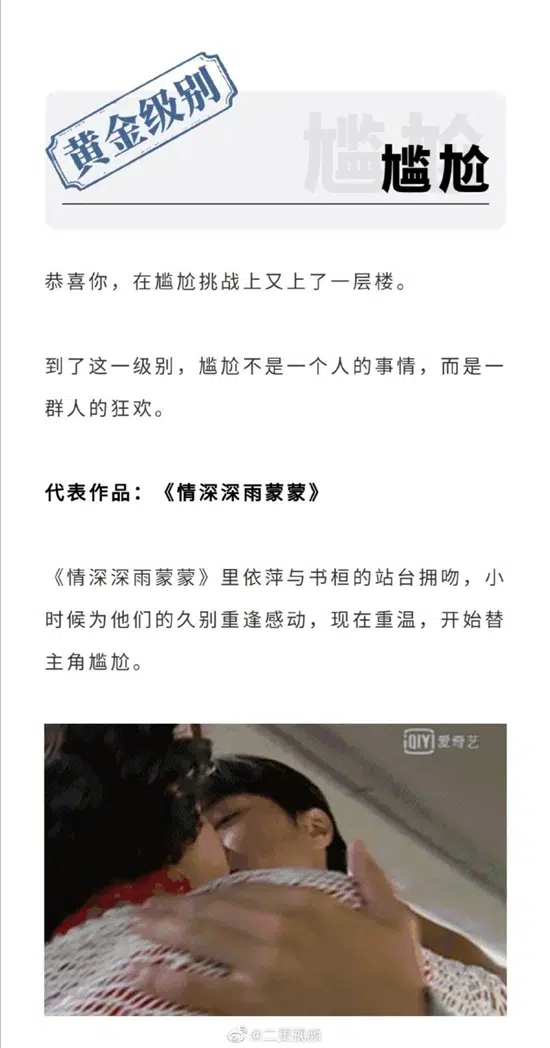 黄金级别
尴尬
尴尬
恭喜你，在尴尬挑战上又上了一层楼。
到了这一级别，尴尬不是一个人的事情，而是一
群人的狂欢。
代表作品：《情深深雨蒙蒙》
《情深深雨蒙蒙》里依萍与书桓的站台拥吻，小
时候为他们的久别重逢感动，现在重温，开始替
主角尴尬。
iQIYI 爱奇艺
@二更视频